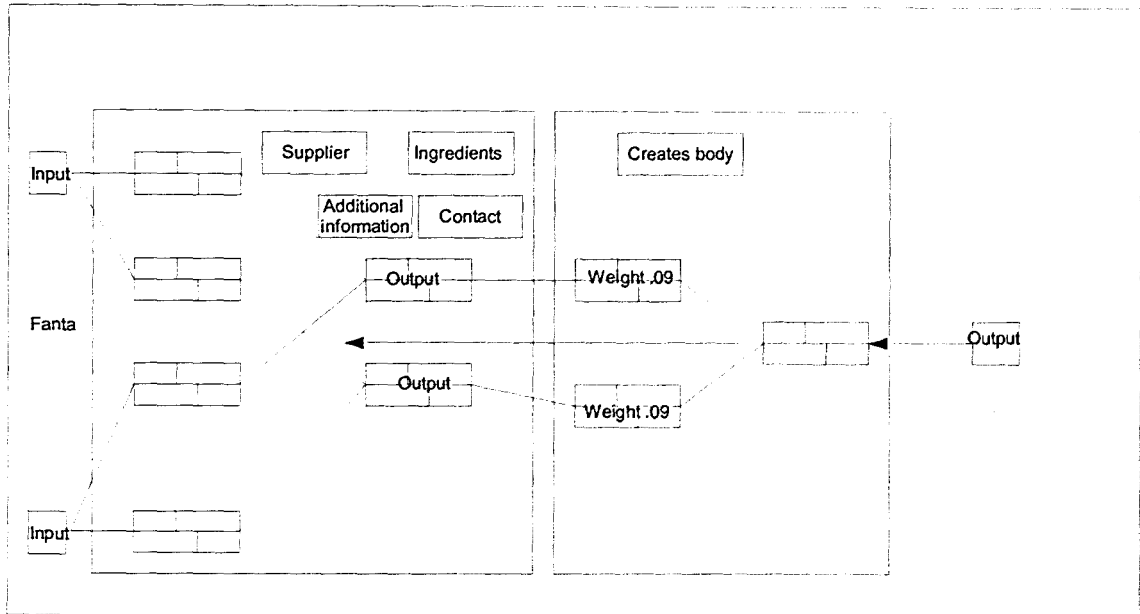 Supplier
Ingredients
Creates body
Input
Additional
information
Contact
Output
Weight .09
Fanta
Output
Output
Weight .09
Input